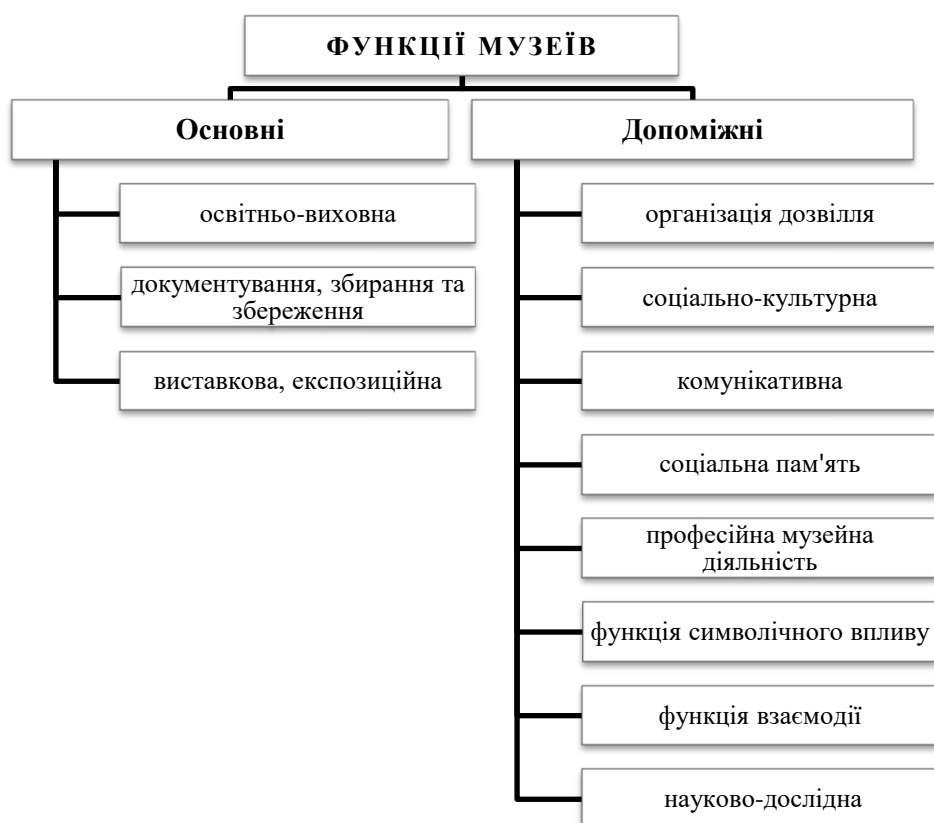 ФУНКЦІЇ МУЗЕЇВ
Основні
освітньо-виховна
документування, збирання та
збереження
виставкова, експозиційна
Допоміжні
організація дозвілля
соціально-культурна
комунікативна
соціальна пам'ять
професійна музейна
діяльність
функція символічного впливу
функція взаємодії
науково-дослідна